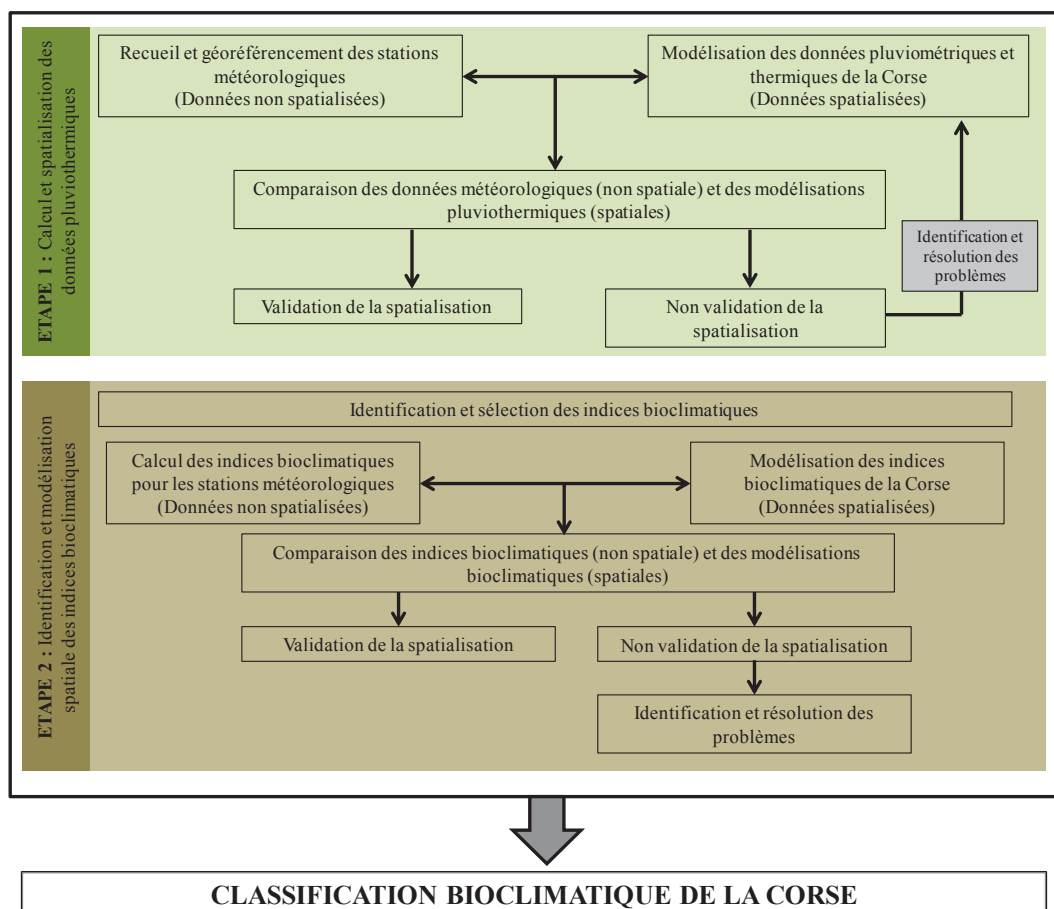 ETAPE 1 : Calcul et spatialisation des
données pluviothermiques
Recueil et géoréférencement des stations
météorologiques
(Données non spatialisées)
Modélisation des données pluviométriques et
thermiques de la Corse
(Données spatialisées)
Comparaison des données météorologiques (non spatiale) et des modélisations
pluviothermiques (spatiales)
Identification et
résolution des
problèmes
Validation de la spatialisation
Non validation de la
spatialisation
ETAPE 2 : Identification et modélisation
spatiale des indices bioclimatiques
Identification et sélection des indices bioclimatiques
Calcul des indices bioclimatiques
pour les stations météorologiques
(Données non spatialisées)
Modélisation des indices
bioclimatiques de la Corse
(Données spatialisées)
Comparaison des indices bioclimatiques (non spatiale) et des modélisations
bioclimatiques (spatiales)
Validation de la spatialisation
Non validation de la spatialisation
Identification et résolution des
problèmes
CLASSIFICATION BIOCLIMATIQUE DE LA CORSE